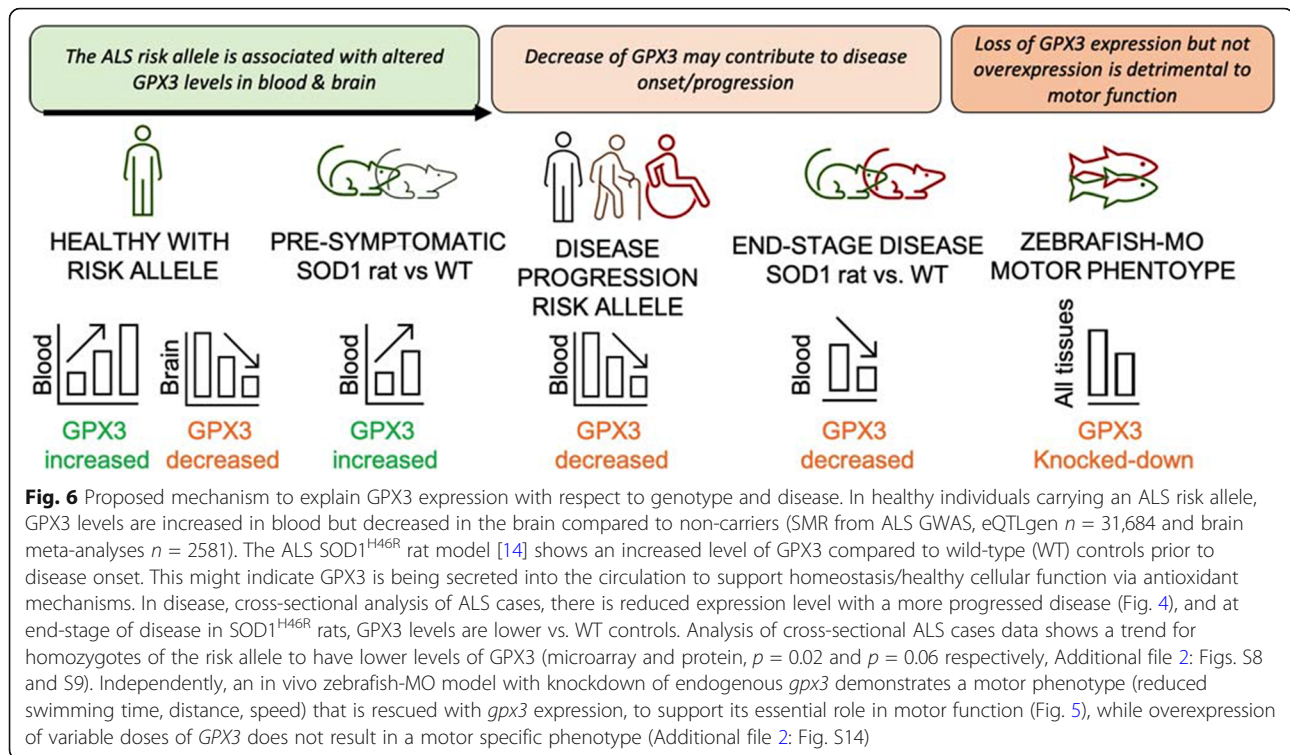 The ALS risk allele is associated with altered
GPX3 levels in blood & brain
Decrease of GPX3 may contribute to disease
onset/progression
Loss of GPX3 expression but not
overexpression is detrimental to
motor function
HEALTHY WITH
RISK ALLELE
PRE-SYMPTOMATIC
SOD1 rat vs WT
DISEASE
PROGRESSION
RISK ALLELE
END-STAGE DISEASE
SOD1 rat vs. WT
ZEBRAFISH-MO
MOTOR PHENTOYPE
Blood
Brain
Blood
Blood
Blood
All tissues
GPX3
increased
GPX3
decreased
GPX3
increased
GPX3
decreased
GPX3
decreased
GPX3
Knocked-down
Fig. 6 Proposed mechanism to explain GPX3 expression with respect to genotype and disease. In healthy individuals carrying an ALS risk allele,
GPX3 levels are increased in blood but decreased in the brain compared to non-carriers (SMR from ALS GWAS, eQTLgen n = 31,684 and brain
meta-analyses n = 2581). The ALS SOD1^H46R rat model [14] shows an increased level of GPX3 compared to wild-type (WT) controls prior to
disease onset. This might indicate GPX3 is being secreted into the circulation to support homeostasis/healthy cellular function via antioxidant
mechanisms. In disease, cross-sectional analysis of ALS cases, there is reduced expression level with a more progressed disease (Fig. 4), and at
end-stage of disease in SOD1^H46R rats, GPX3 levels are lower vs. WT controls. Analysis of cross-sectional ALS cases data shows a trend for
homozygotes of the risk allele to have lower levels of GPX3 (microarray and protein, p = 0.02 and p = 0.06 respectively, Additional file 2: Figs. S8
and S9). Independently, an in vivo zebrafish-MO model with knockdown of endogenous gpx3 demonstrates a motor phenotype (reduced
swimming time, distance, speed) that is rescued with gpx3 expression, to support its essential role in motor function (Fig. 5), while overexpression
of variable doses of GPX3 does not result in a motor specific phenotype (Additional file 2: Fig. S14)